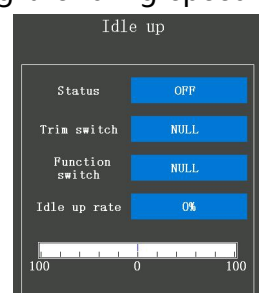 Idle up
Status OFF
Trim switch NULL
Function
switch NULL
Idle up rate 0%
100 0 100